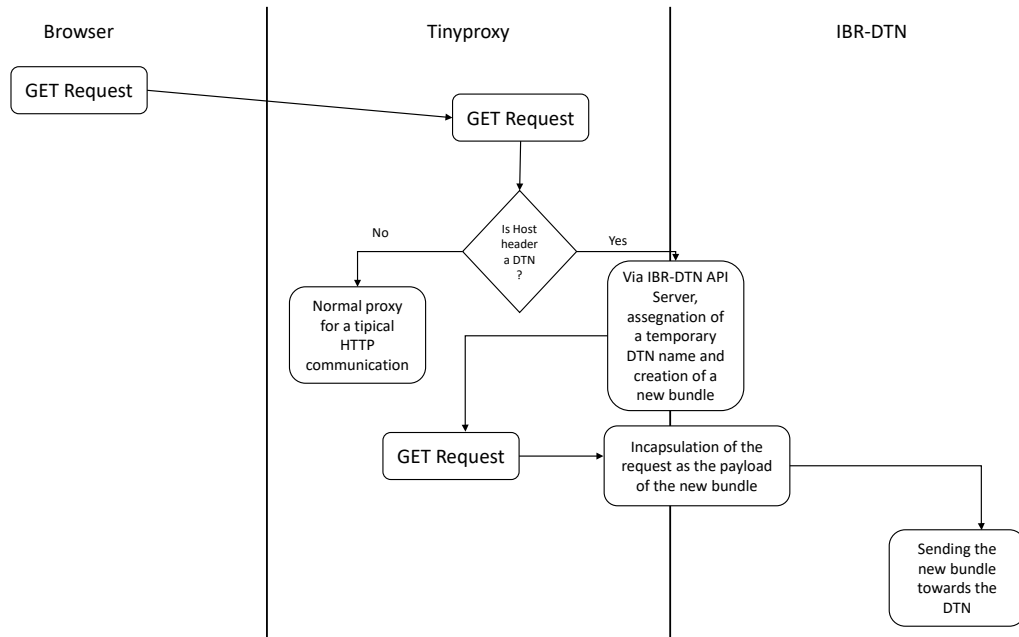 Browser
Tinyproxy
IBR-DTN
GET Request
GET Request
Is Host
header
a DTN
?
No
Yes
Normal proxy
for a tipical
HTTP
communication
Via IBR-DTN API
Server,
assegnation of
a temporary
DTN name and
creation of a
new bundle
GET Request
Incapsulation of the
request as the payload
of the new bundle
Sending the
new bundle
towards the
DTN